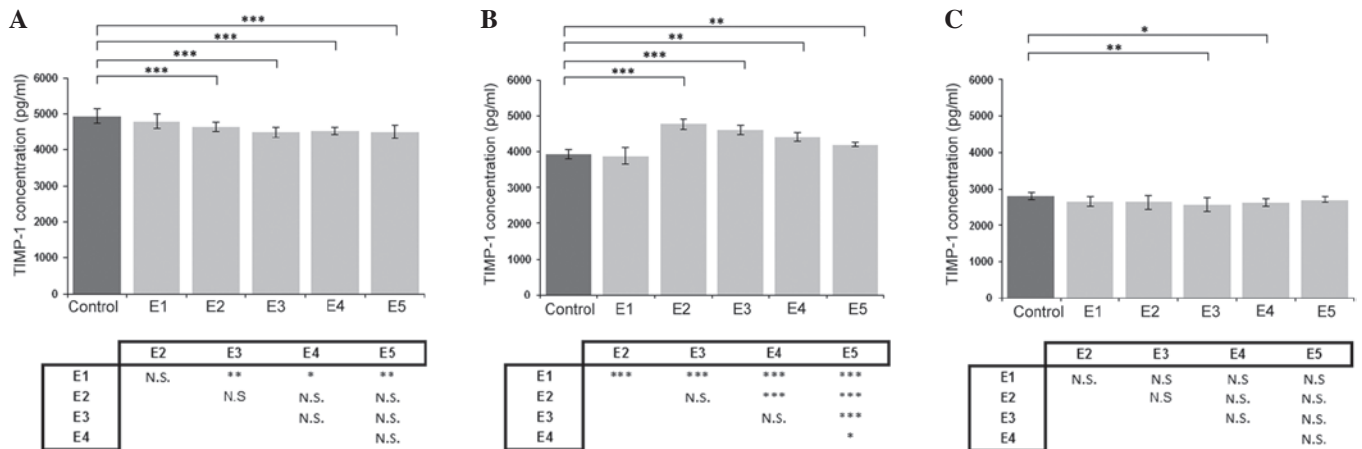 A
***
***
***
***
TIMP-1 concentration (pg/ml)
6000
5000
4000
3000
2000
1000
0
Control E1 E2 E3 E4 E5
E2 E3 E4 E5
E1 N.S. ** * **
E2 N.S N.S. N.S.
E3 N.S. N.S.
E4 N.S.
B
**
**
***
***
TIMP-1 concentration (pg/ml)
6000
5000
4000
3000
2000
1000
0
Control E1 E2 E3 E4 E5
E2 E3 E4 E5
E1 *** *** *** ***
E2 N.S. *** ***
E3 N.S. ***
E4 *
C
*
**
TIMP-1 concentration (pg/ml)
6000
5000
4000
3000
2000
1000
0
Control E1 E2 E3 E4 E5
E2 E3 E4 E5
E1 N.S. N.S N.S N.S
E2 N.S N.S. N.S.
E3 N.S. N.S.
E4 N.S.